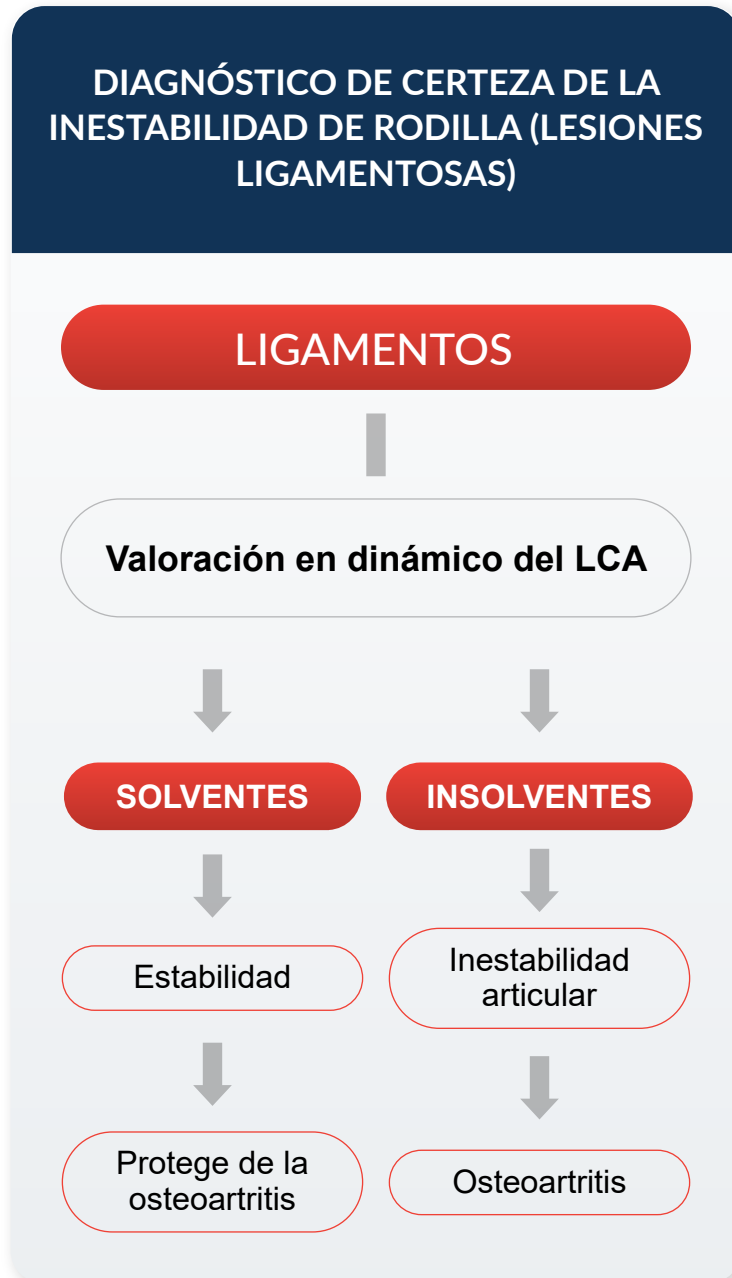 DIAGNÓSTICO DE CERTEZA DE LA
INESTABILIDAD DE RODILLA (LESIONES
LIGAMENTOSAS)
LIGAMENTOS
Valoración en dinámico del LCA
SOLVENTES
INSOLVENTES
Estabilidad
Inestabilidad
articular
Protege de la
osteoartritis
Osteoartritis